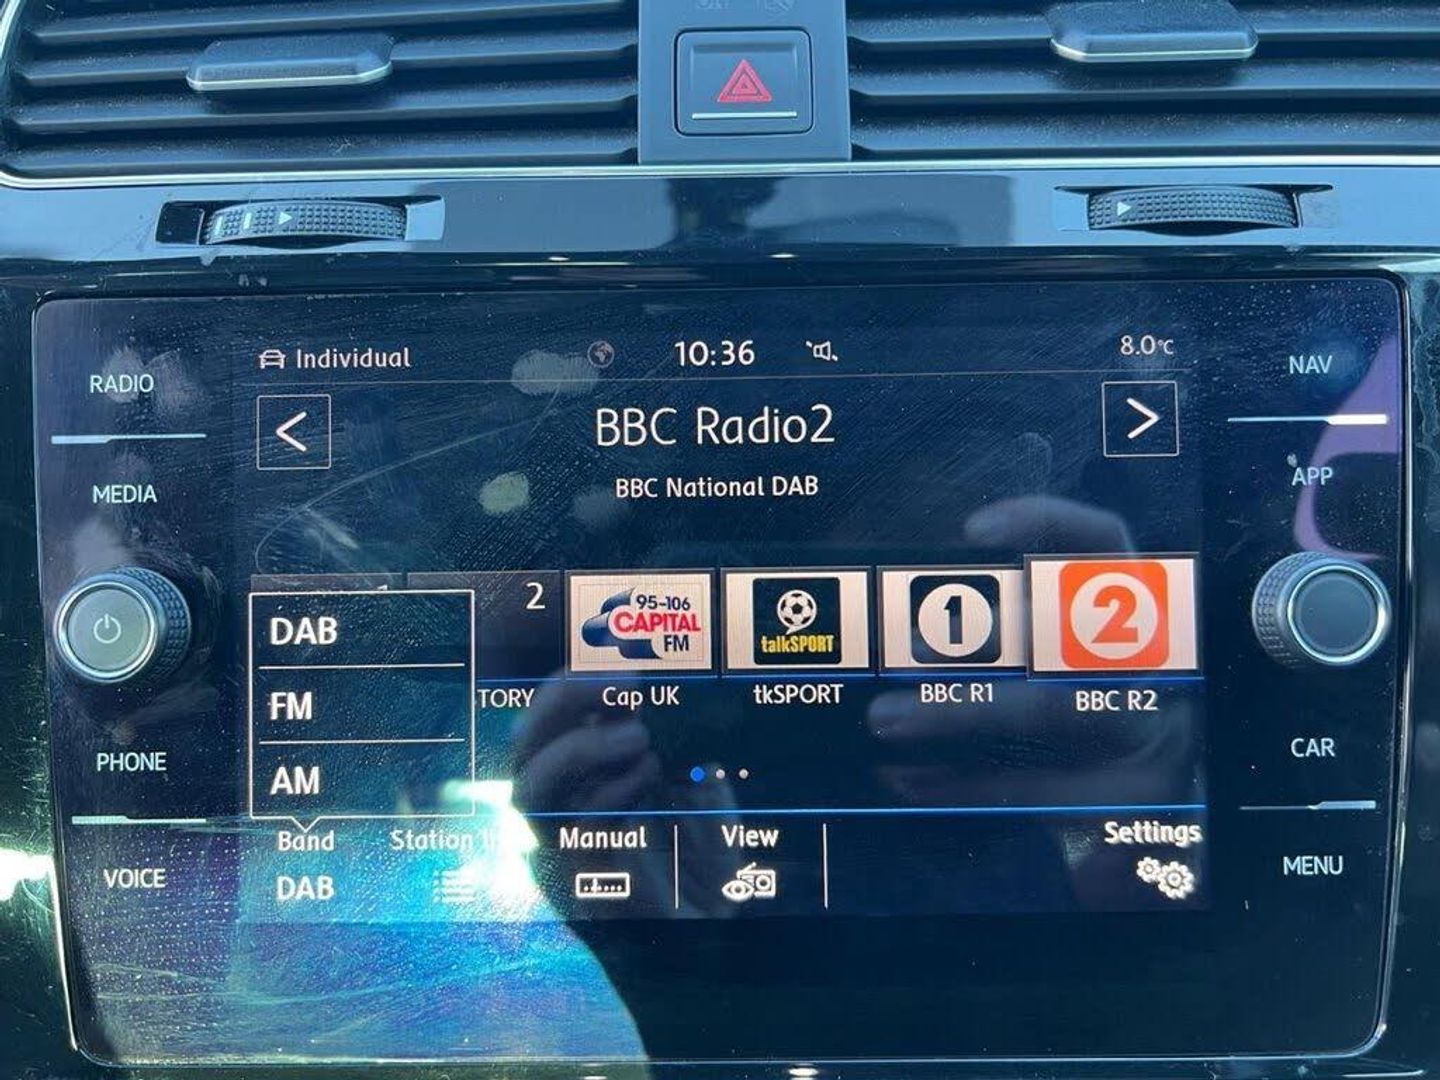 RADIO
MEDIA
PHONE
VOICE
NAV
APP
CAR
MENU
Individual
10:36
8.0°C
<
BBC Radio2
>
BBC National DAB
DAB
FM
AM
2
TORY
95-106
CAPITAL
FM
Cap UK
talkSPORT
tkSPORT
1
BBC R1
2
BBC R2
Band
DAB
Station
Manual
View
Settings